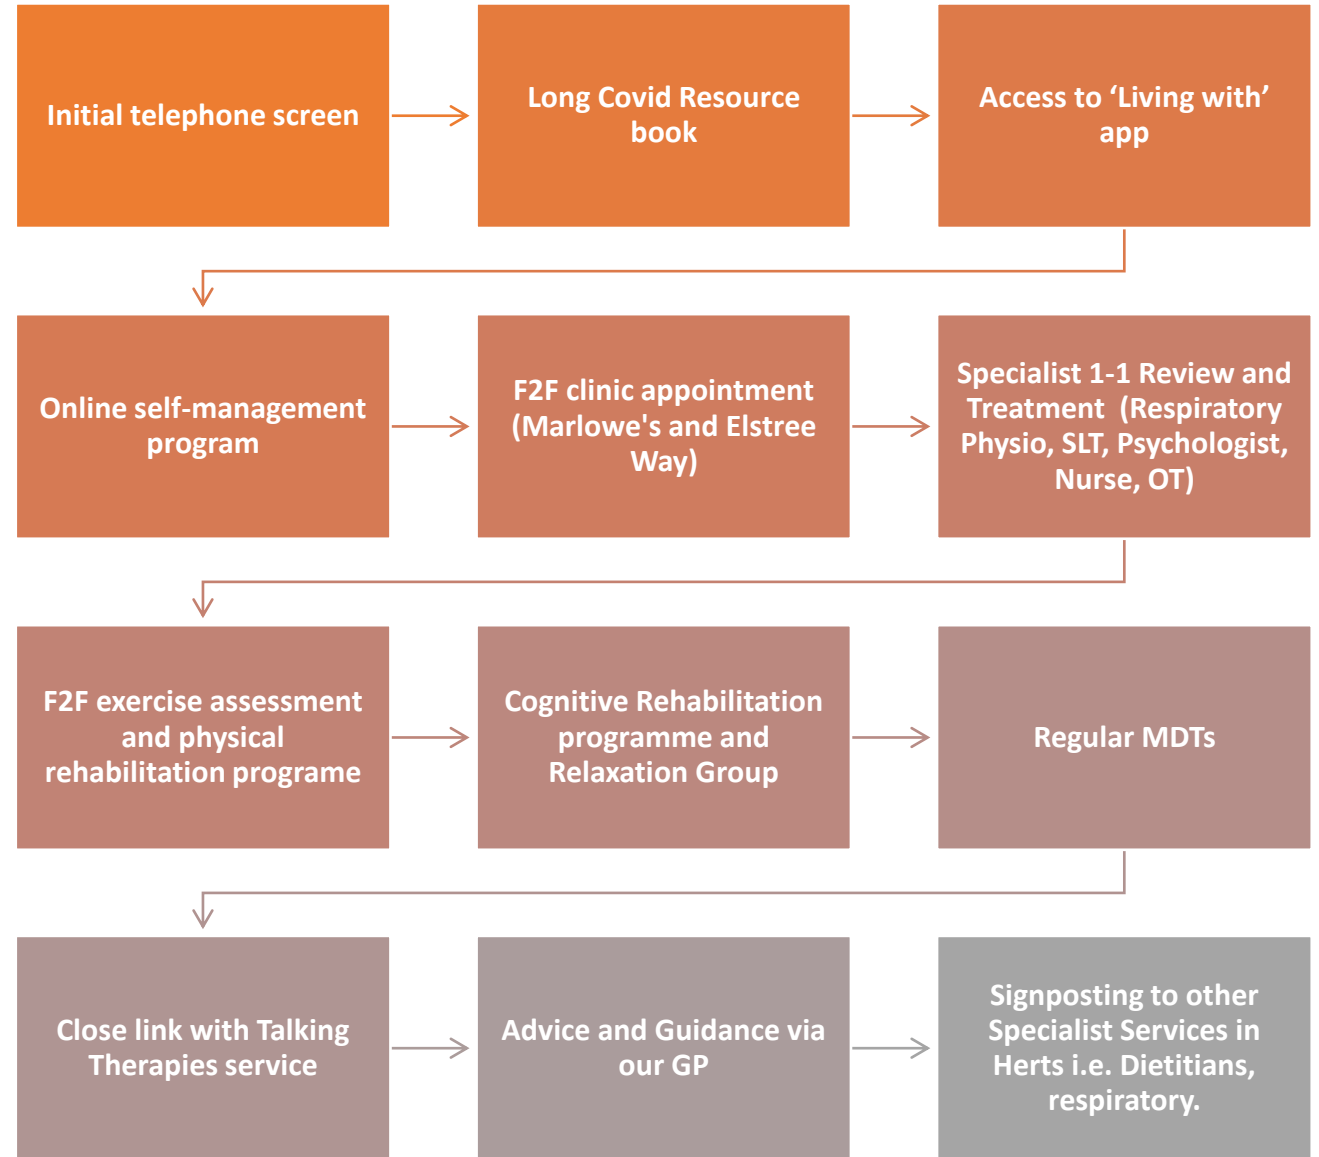 Initial telephone screen
Long Covid Resource
book
Access to ‘Living with’
app
Online self-management
program
F2F clinic appointment
(Marlowe's and Elstree
Way)
Specialist 1-1 Review and
Treatment  (Respiratory
Physio, SLT, Psychologist,
Nurse, OT)
F2F exercise assessment
and physical
rehabilitation programe
Cognitive Rehabilitation
programme and
Relaxation Group
Regular MDTs
Close link with Talking
Therapies service
Advice and Guidance via
our GP
Signposting to other
Specialist Services in
Herts i.e. Dietitians,
respiratory.